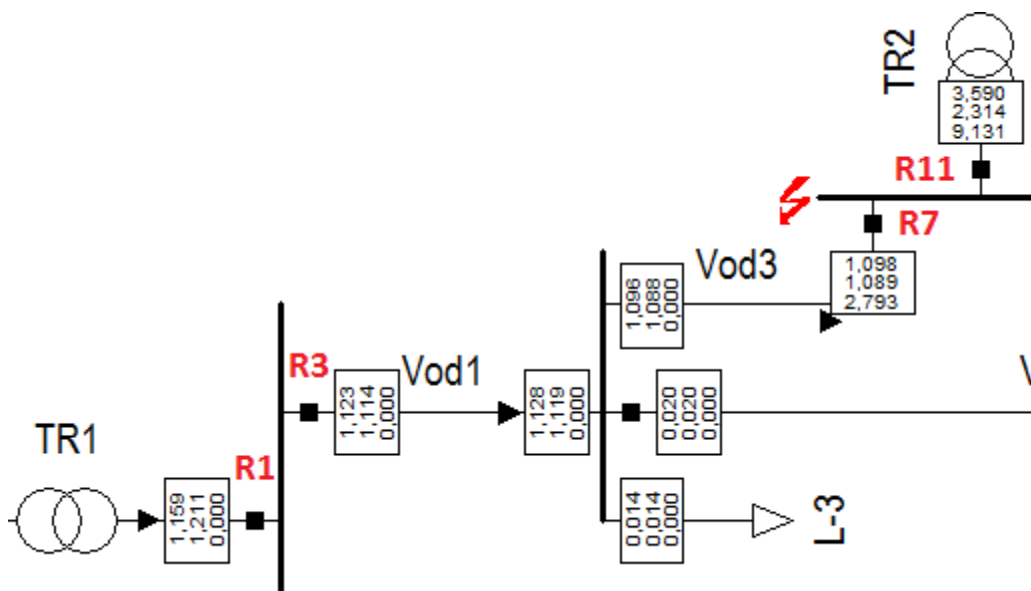 TR2
3,590
2,314
9,131
R11
R7
1,098
1,089
2,793
Vod3
1,096
1,088
0,000
R3
1,123
1,114
0,000
Vod1
1,128
1,119
0,000
0,020
0,020
0,000
V
TR1
R1
1,159
1,211
0,000
0,014
0,014
0,000
L-3